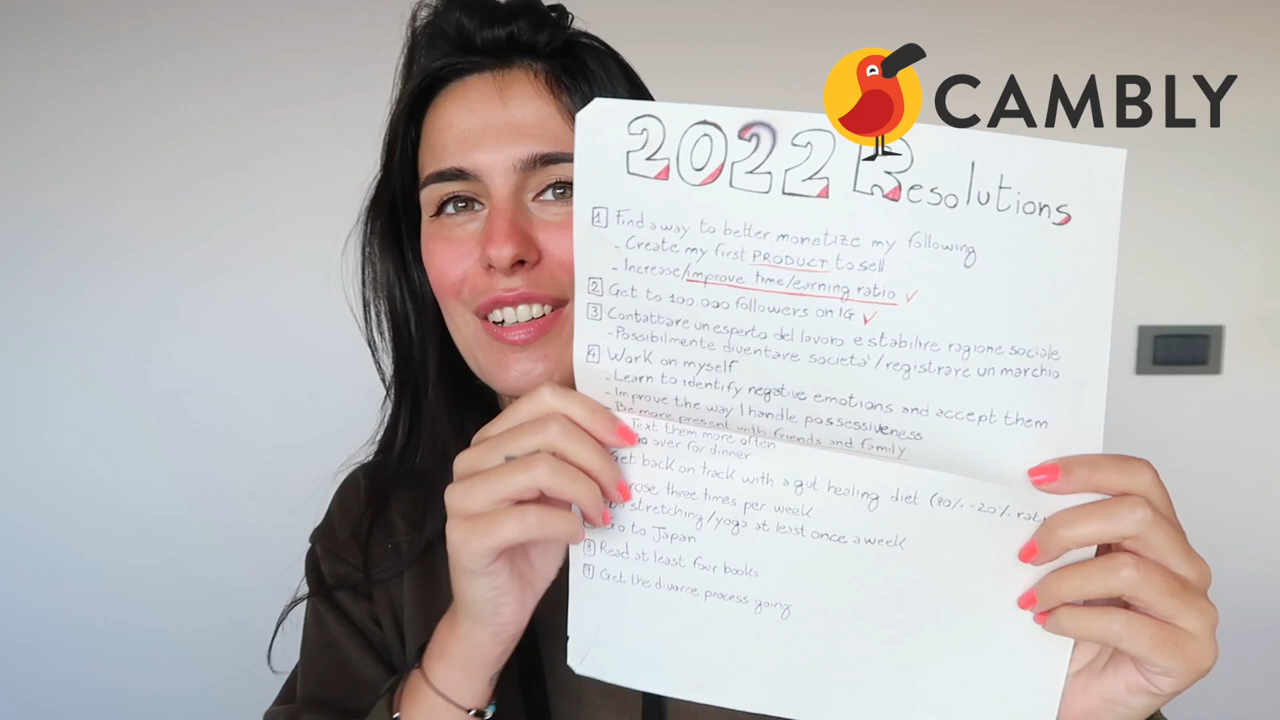 CAMBLY
2022 Resolutions
1 Find a way to better monetize my following
- Create my first PRODUCT to sell
- Increase/improve time/earning ratio ✓
2 Get to 100.000 followers on IG ✓
3 Contattare un esperto del lavoro e stabilire ragione sociale
- Possibilmente diventare societa'/registrare un marchio
4 Work on myself
- Learn to identify negative emotions and accept them
- Improve the way I handle possessiveness
- Be more present with friends and family
Text them more often
over for dinner
Get back on track with a gut healing diet (80% -20%
three times per week
stretching/yoga at least once a week
Go to Japan
8 Read at least four books
9 Get the divorce process going